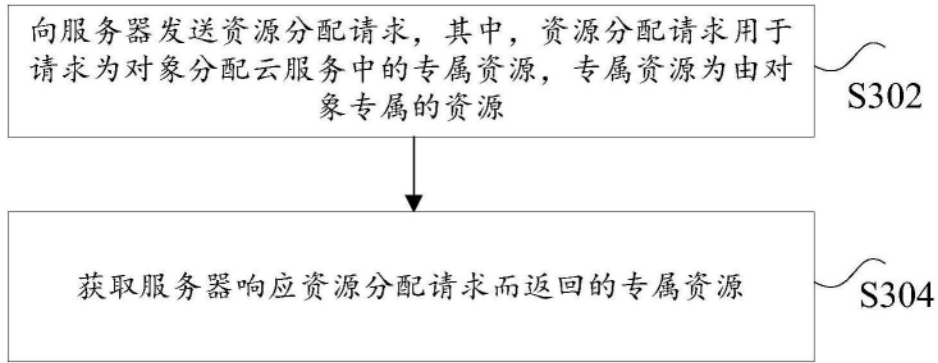 向服务器发送资源分配请求，其中，资源分配请求用于
请求为对象分配云服务中的专属资源，专属资源为由对
象专属的资源
S302
获取服务器响应资源分配请求而返回的专属资源
S304